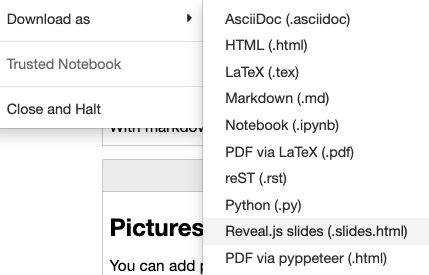 Download as
Trusted Notebook
Close and Halt
AsciiDoc (.asciidoc)
HTML (.html)
LaTeX (.tex)
Markdown (.md)
Notebook (.ipynb)
PDF via LaTeX (.pdf)
reST (.rst)
Python (.py)
Reveal.js slides (.slides.html)
PDF via pyppeteer (.html)
With markdow
Pictures
You can add p